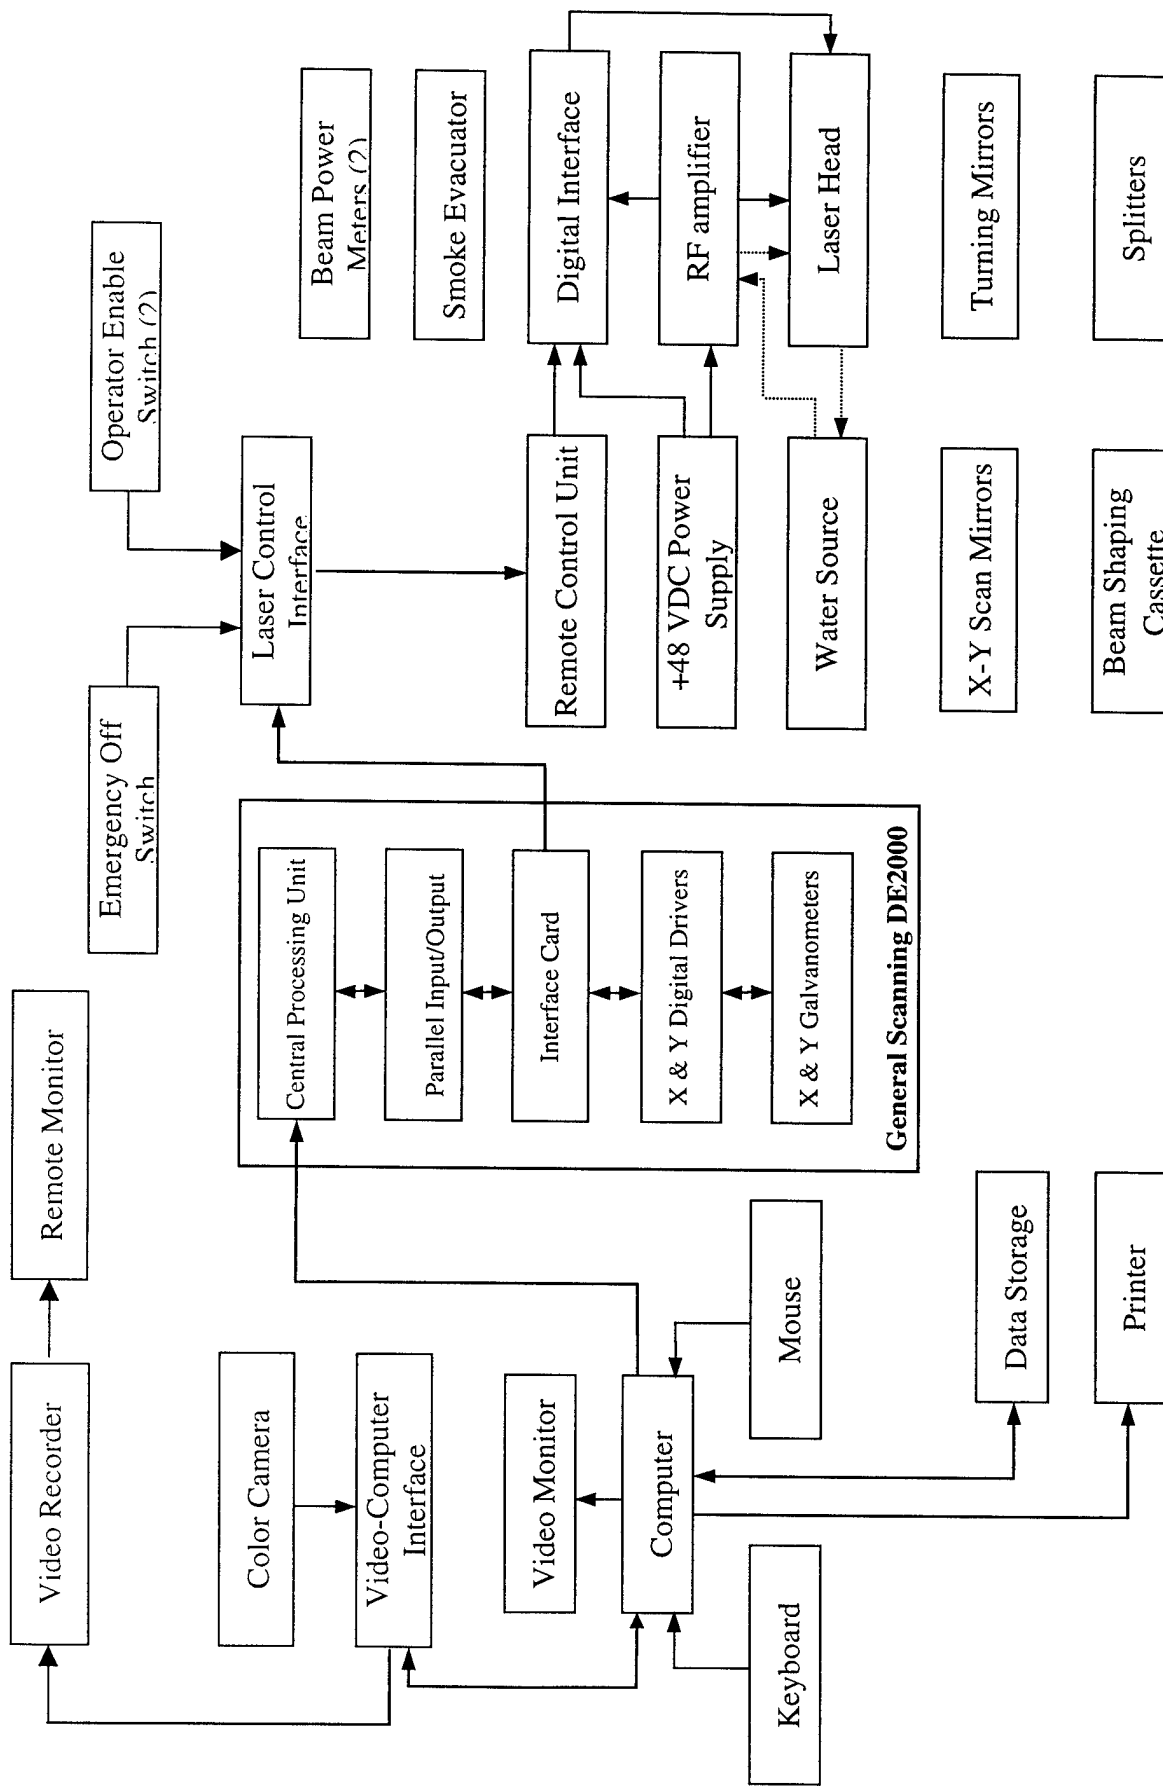 Video Recorder
Remote Monitor
Color Camera
Video-Computer
Interface
Video Monitor
Computer
Keyboard
Mouse
Data Storage
Printer
Central Processing Unit
Parallel Input/Output
Interface Card
X & Y Digital Drivers
X & Y Galvanometers
General Scanning DE2000
Emergency Off
Switch
Operator Enable
Switch (2)
Laser Control
Interface
Beam Power
Meters (2)
Smoke Evacuator
Remote Control Unit
Digital Interface
+48 VDC Power
Supply
RF amplifier
Water Source
Laser Head
X-Y Scan Mirrors
Turning Mirrors
Beam Shaping
Cassette
Splitters